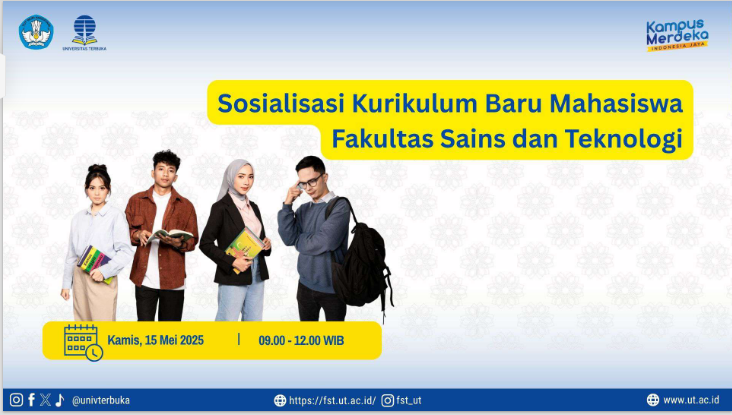 UNIVERSITAS TERBUKA
Kampus
Merdeka
INDONESIA JAYA
Sosialisasi Kurikulum Baru Mahasiswa
Fakultas Sains dan Teknologi
Kamis, 15 Mei 2025 | 09.00 - 12.00 WIB
@univterbuka https://fst.ut.ac.id/ fst_ut www.ut.ac.id